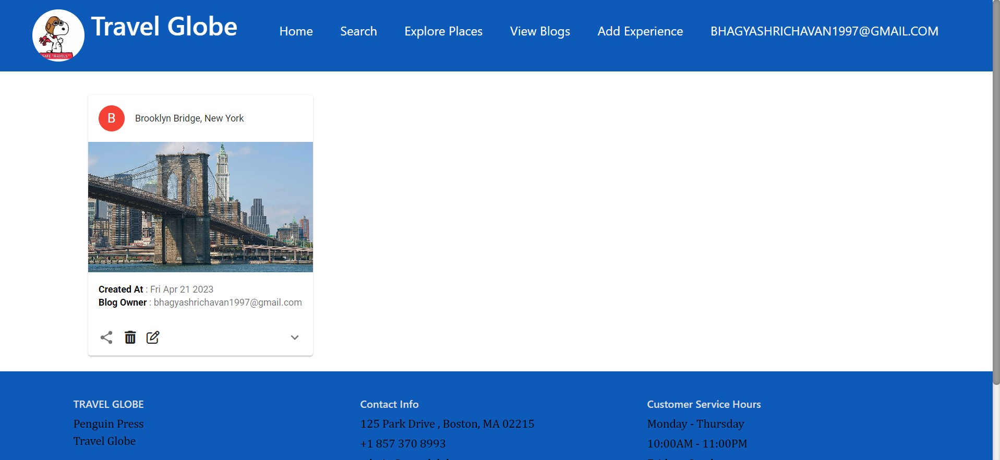 SAFE TRAVELS
Travel Globe
Home
Search
Explore Places
View Blogs
Add Experience
BHAGYASHRICHAVAN1997@GMAIL.COM
B
Brooklyn Bridge, New York
Created At : Fri Apr 21 2023
Blog Owner : bhagyashrichavan1997@gmail.com
TRAVEL GLOBE
Penguin Press
Travel Globe
Contact Info
125 Park Drive , Boston, MA 02215
+1 857 370 8993
Customer Service Hours
Monday - Thursday
10:00AM - 11:00PM